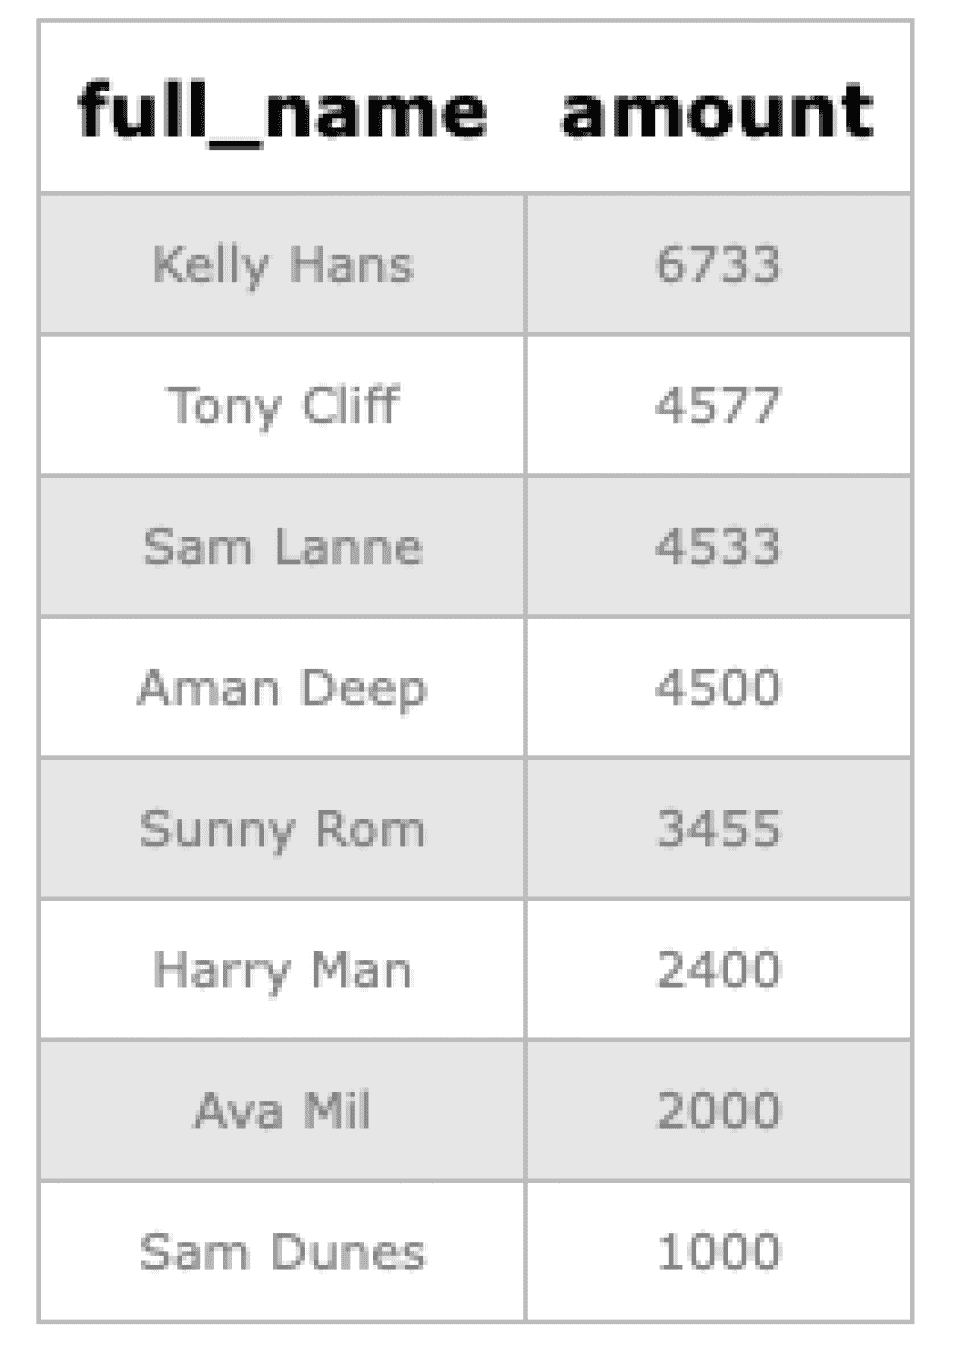 full_name amount
Kelly Hans 6733
Tony Cliff 4577
Sam Lanne 4533
Aman Deep 4500
Sunny Rom 3455
Harry Man 2400
Ava Mil 2000
Sam Dunes 1000